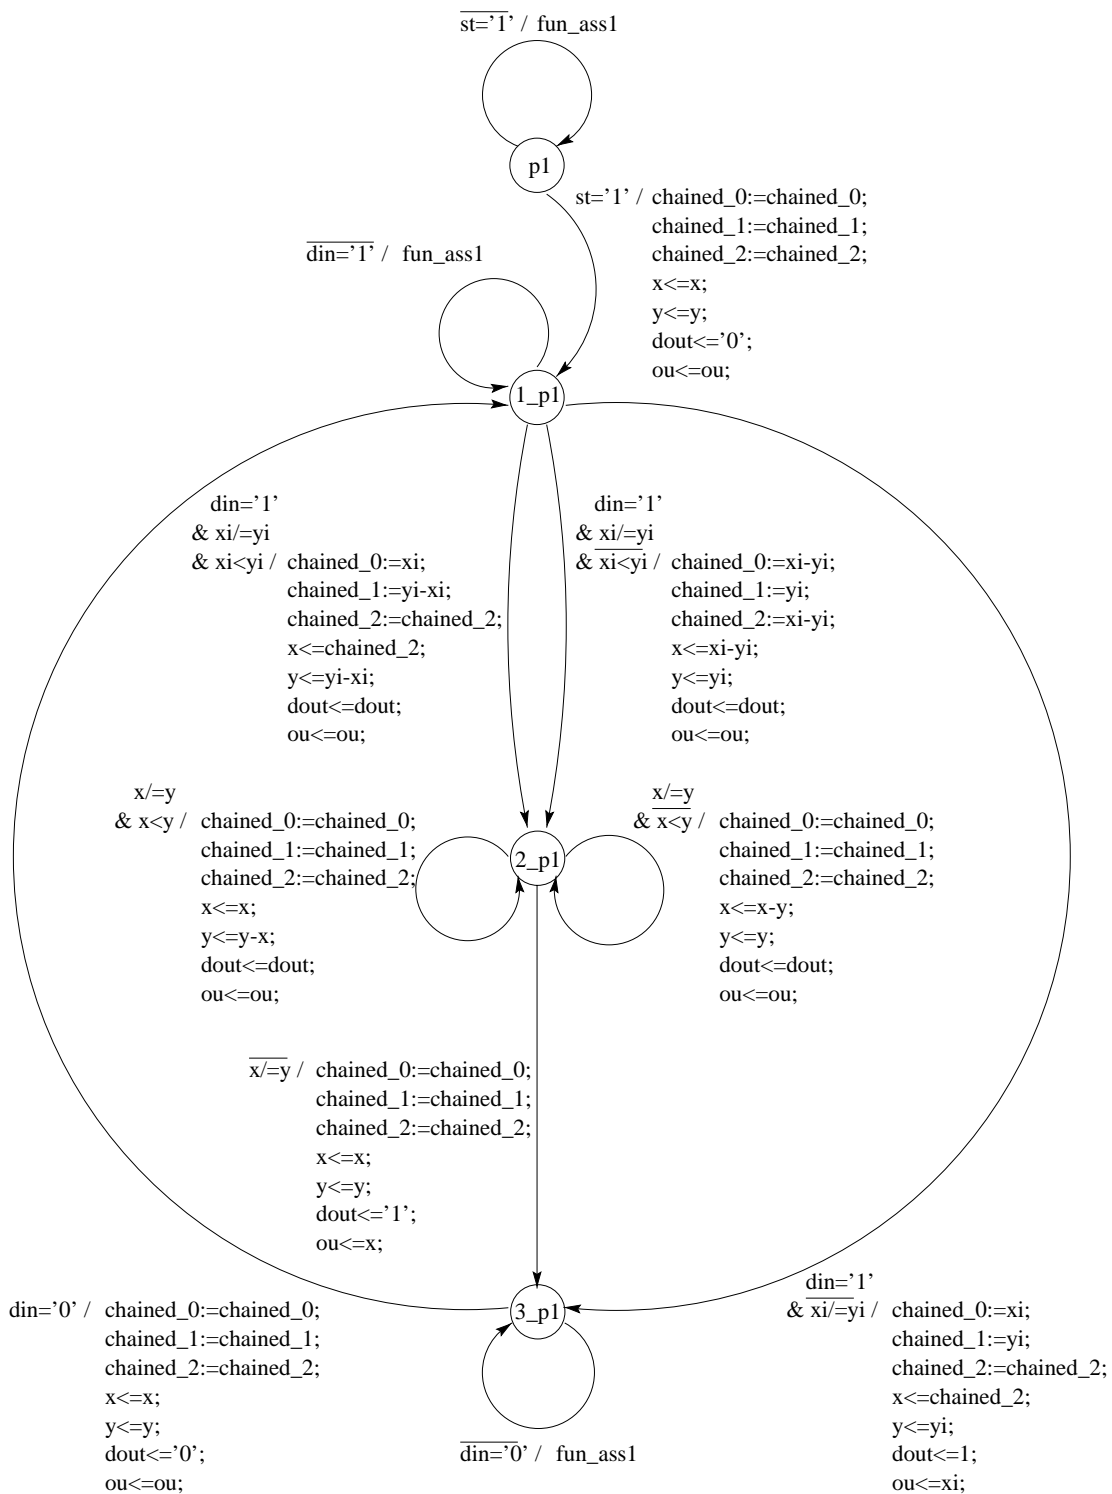 st='1' / fun_ass1
p1
st='1' / chained_0:=chained_0;
chained_1:=chained_1;
chained_2:=chained_2;
x<=x;
y<=y;
dout<='0';
ou<=ou;
din='1' / fun_ass1
1_p1
din='1'
& xi/=yi
& xi<yi / chained_0:=xi;
chained_1:=yi-xi;
chained_2:=chained_2;
x<=chained_2;
y<=yi-xi;
dout<=dout;
ou<=ou;
din='1'
& xi/=yi
& xi<yi / chained_0:=xi-yi;
chained_1:=yi;
chained_2:=xi-yi;
x<=xi-yi;
y<=yi;
dout<=dout;
ou<=ou;
x/=y
& x<y / chained_0:=chained_0;
chained_1:=chained_1;
chained_2:=chained_2;
x<=x;
y<=y-x;
dout<=dout;
ou<=ou;
2_p1
x/=y
& x<y / chained_0:=chained_0;
chained_1:=chained_1;
chained_2:=chained_2;
x<=x-y;
y<=y;
dout<=dout;
ou<=ou;
x/=y / chained_0:=chained_0;
chained_1:=chained_1;
chained_2:=chained_2;
x<=x;
y<=y;
dout<='1';
ou<=x;
3_p1
din='0' / chained_0:=chained_0;
chained_1:=chained_1;
chained_2:=chained_2;
x<=x;
y<=y;
dout<='0';
ou<=ou;
din='0' / fun_ass1
din='1'
& xi/=yi / chained_0:=xi;
chained_1:=yi;
chained_2:=chained_2;
x<=chained_2;
y<=yi;
dout<=1;
ou<=xi;